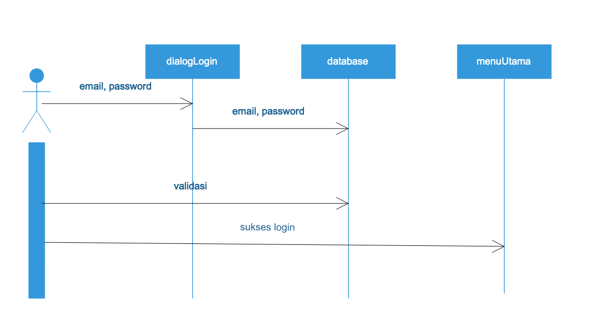 dialogLogin
database
menuUtama
email, password
email, password
validasi
sukses login